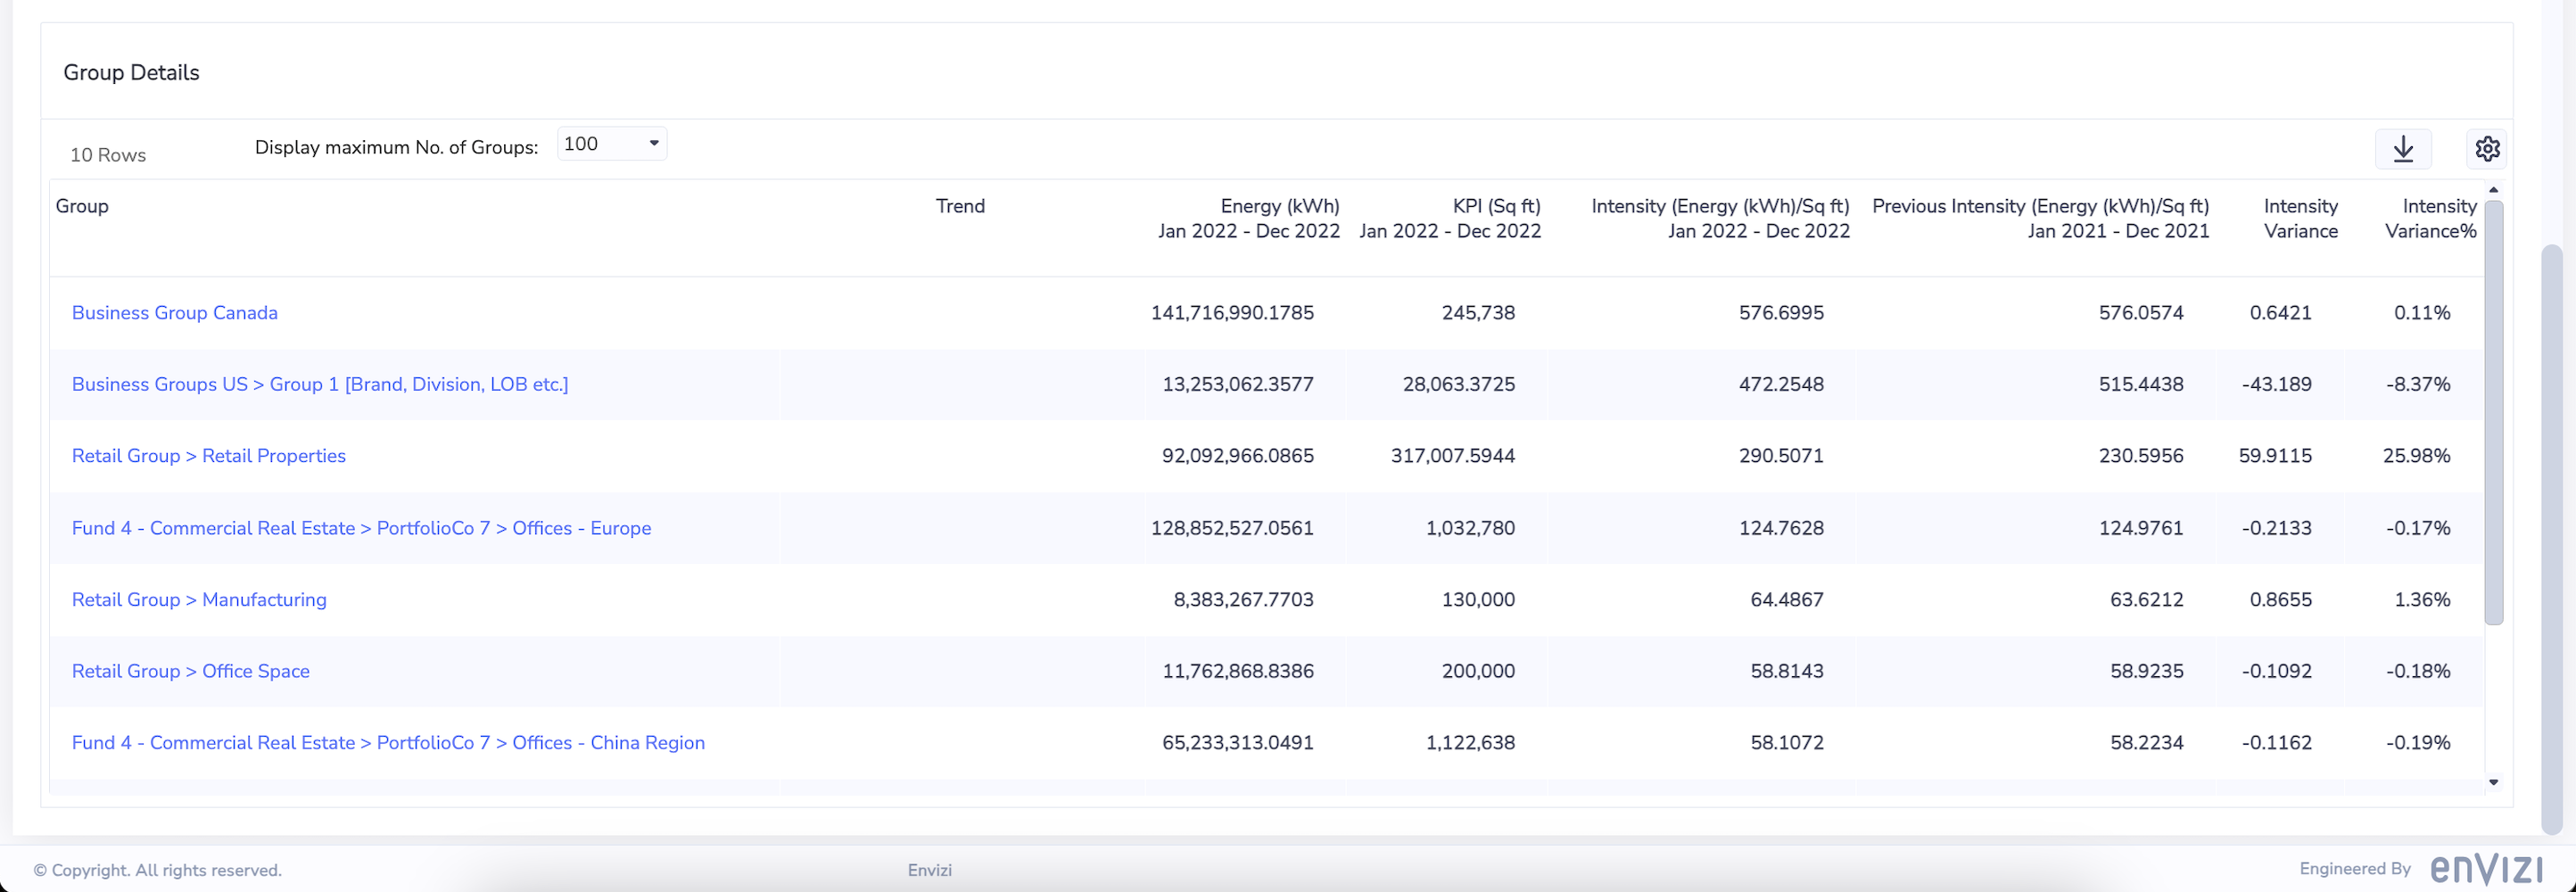 Group Details
10 Rows
Display maximum No. of Groups: 100
Group Trend Energy (kWh) KPI (Sq ft) Intensity (Energy (kWh)/Sq ft) Previous Intensity (Energy (kWh)/Sq ft) Intensity Intensity
Jan 2022 - Dec 2022 Jan 2022 - Dec 2022 Jan 2022 - Dec 2022 Jan 2021 - Dec 2021 Variance Variance%
Business Group Canada 141,716,990.1785 245,738 576.6995 576.0574 0.6421 0.11%
Business Groups US > Group 1 [Brand, Division, LOB etc.] 13,253,062.3577 28,063.3725 472.2548 515.4438 -43.189 -8.37%
Retail Group > Retail Properties 92,092,966.0865 317,007.5944 290.5071 230.5956 59.9115 25.98%
Fund 4 - Commercial Real Estate > PortfolioCo 7 > Offices - Europe 128,852,527.0561 1,032,780 124.7628 124.9761 -0.2133 -0.17%
Retail Group > Manufacturing 8,383,267.7703 130,000 64.4867 63.6212 0.8655 1.36%
Retail Group > Office Space 11,762,868.8386 200,000 58.8143 58.9235 -0.1092 -0.18%
Fund 4 - Commercial Real Estate > PortfolioCo 7 > Offices - China Region 65,233,313.0491 1,122,638 58.1072 58.2234 -0.1162 -0.19%
© Copyright. All rights reserved. Envizi Engineered By enVIZI